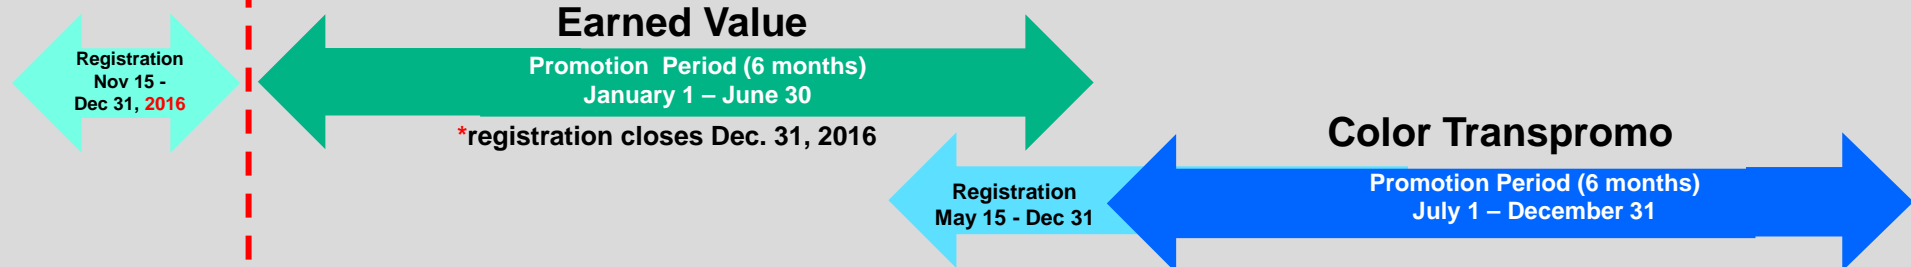 Earned Value
Registration
Nov 15 -
Dec 31, 2016
Promotion Period (6 months)
January 1 – June 30
*registration closes Dec. 31, 2016
Color Transpromo
Registration
May 15 - Dec 31
Promotion Period (6 months)
July 1 – December 31